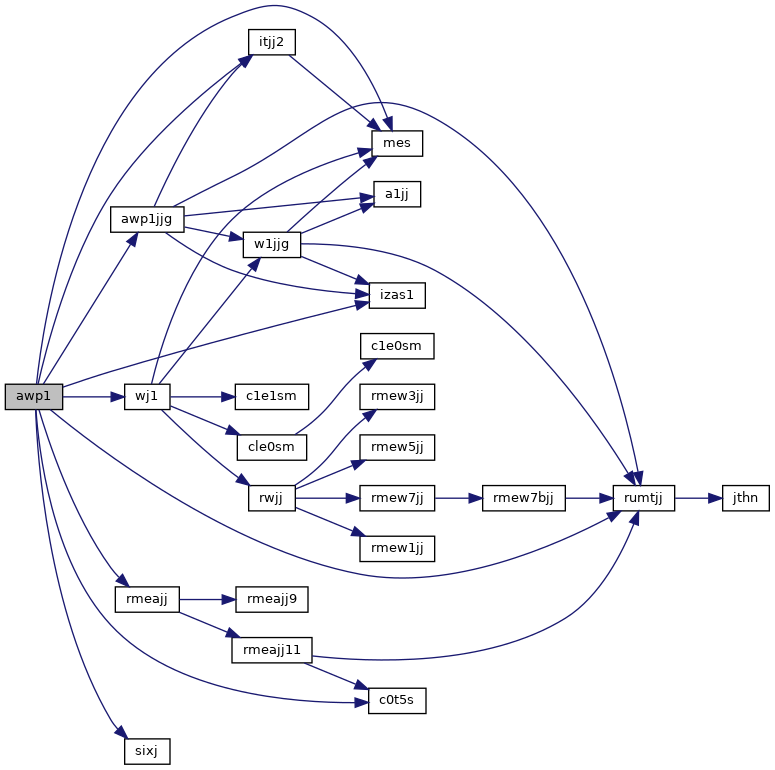 itjj2
mes
a1jj
awp1jjg
w1jjg
izas1
c1e0sm
awp1
wj1
c1e1sm
rmew3jj
cle0sm
rmew5jj
rwjj
rmew7jj
rmew7bjj
rumtjj
jthn
rmew1jj
rmeajj
rmeajj9
rmeajj11
c0t5s
sixj